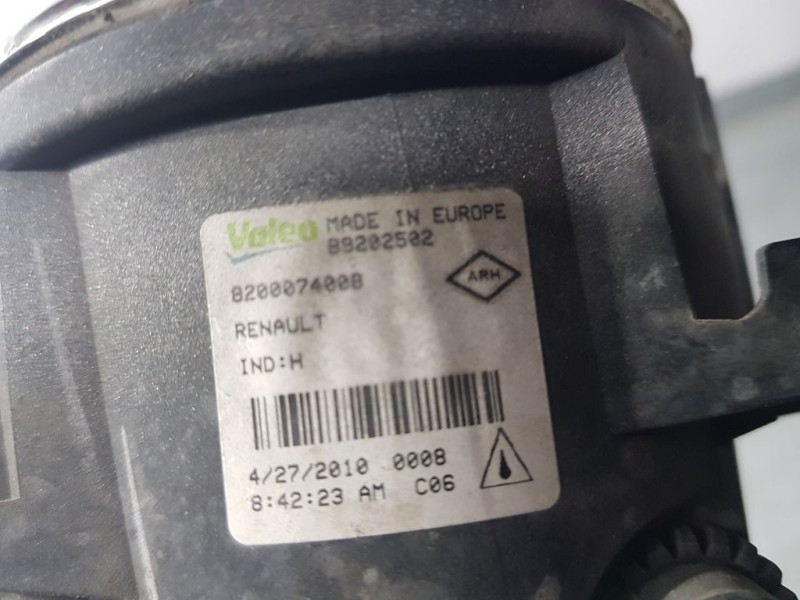 Valeo MADE IN EUROPE
89202502
8200074008
ARH
RENAULT
IND:H
4/27/2010 0008
8:42:23 AM C06